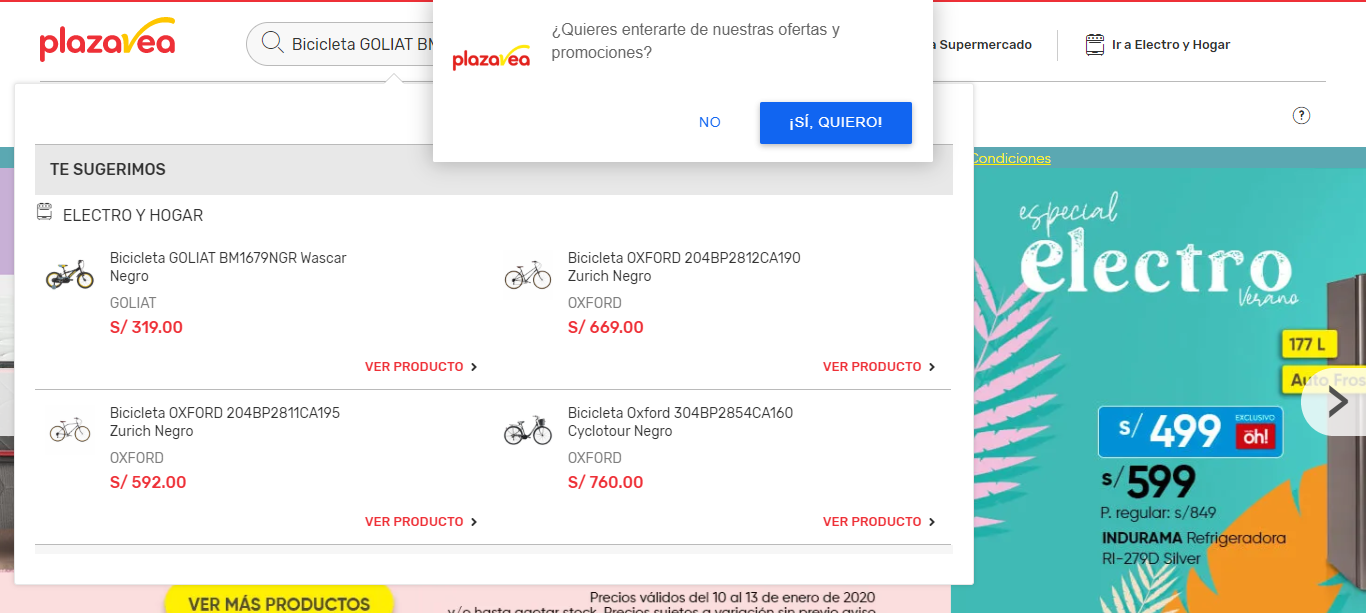 plazavea
Bicicleta GOLIAT BM
plazavea
¿Quieres enterarte de nuestras ofertas y
promociones?
NO
¡SÍ, QUIERO!
a Supermercado
Ir a Electro y Hogar
?
Condiciones
TE SUGERIMOS
ELECTRO Y HOGAR
Bicicleta GOLIAT BM1679NGR Wascar
Negro
GOLIAT
S/ 319.00
VER PRODUCTO
Bicicleta OXFORD 204BP2812CA190
Zurich Negro
OXFORD
S/ 669.00
VER PRODUCTO
Bicicleta OXFORD 204BP2811CA195
Zurich Negro
OXFORD
S/ 592.00
VER PRODUCTO
Bicicleta Oxford 304BP2854CA160
Cyclotour Negro
OXFORD
S/ 760.00
VER PRODUCTO
especial
electro
Verano
177 L
Auto Fros
S/ 499
EXCLUSIVO
öh!
S/ 599
P. regular: s/849
INDURAMA Refrigeradora
RI-279D Silver
VER MÁS PRODUCTOS
Precios válidos del 10 al 13 de enero de 2020
y/o hasta agotar stock. Precios sujetos a variación sin previo aviso